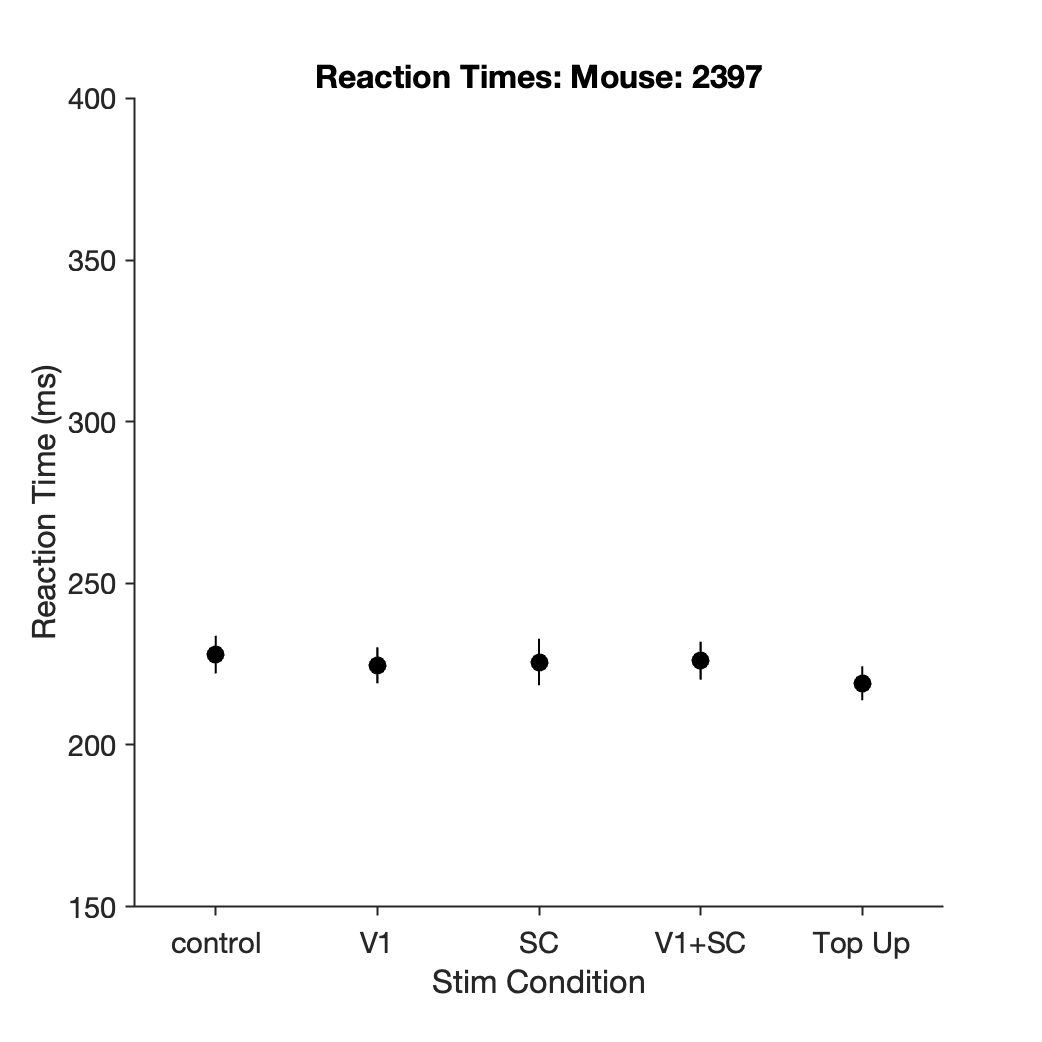 Reaction Times: Mouse: 2397
400
350
300
250
200
150
Reaction Time (ms)
control V1 SC V1+SC Top Up
Stim Condition